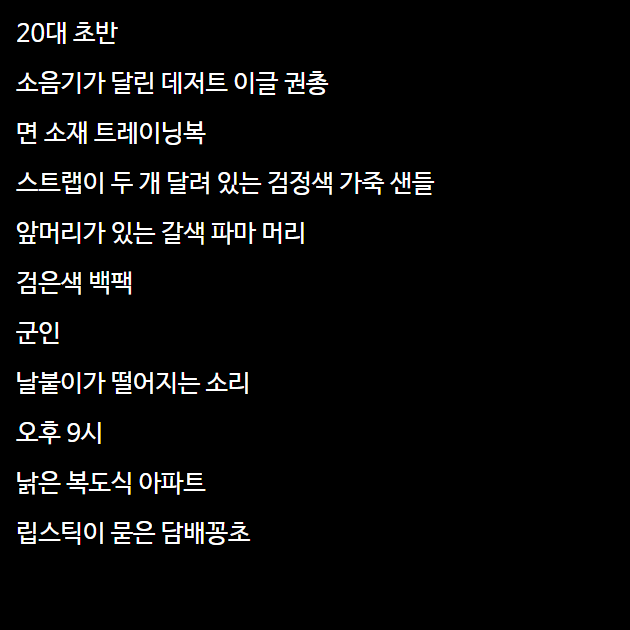 20대 초반
소음기가 달린 데저트 이글 권총
면 소재 트레이닝복
스트랩이 두 개 달려 있는 검정색 가죽 샌들
앞머리가 있는 갈색 파마 머리
검은색 백팩
군인
날붙이가 떨어지는 소리
오후 9시
낡은 복도식 아파트
립스틱이 묻은 담배꽁초